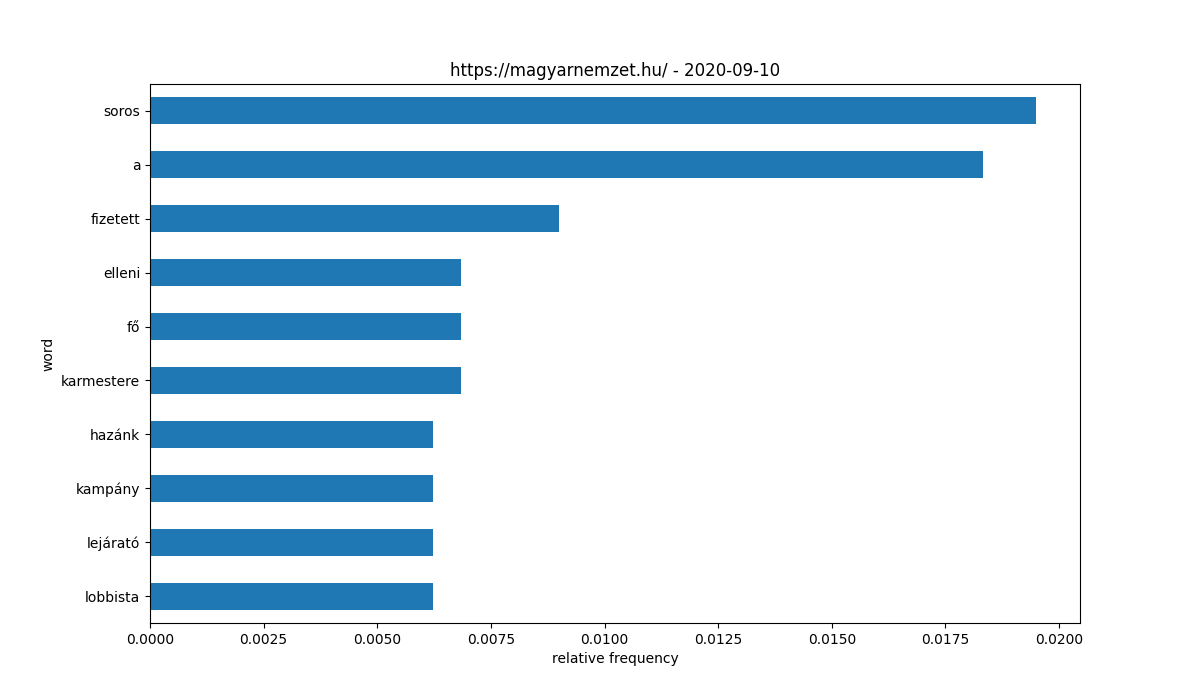 https://magyarnemzet.hu/ - 2020-09-10
word
soros
a
fizetett
elleni
fő
karmestere
hazánk
kampány
lejárató
lobbista
0.0000 0.0025 0.0050 0.0075 0.0100 0.0125 0.0150 0.0175 0.0200
relative frequency